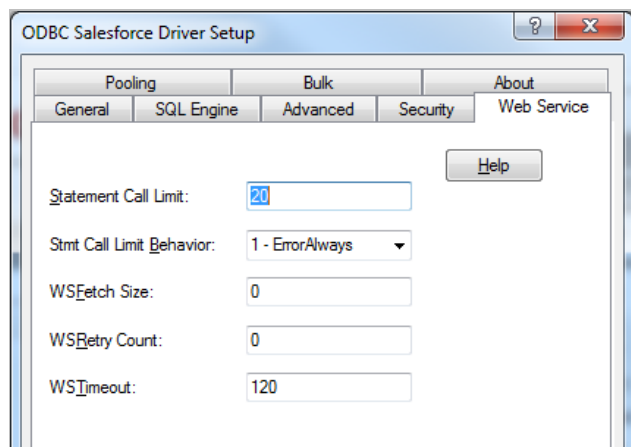 ODBC Salesforce Driver Setup
Pooling Bulk About
General SQL Engine Advanced Security Web Service
Help
Statement Call Limit: 20
Stmt Call Limit Behavior: 1 - ErrorAlways
WSFetch Size: 0
WSRetry Count: 0
WSTimeout: 120